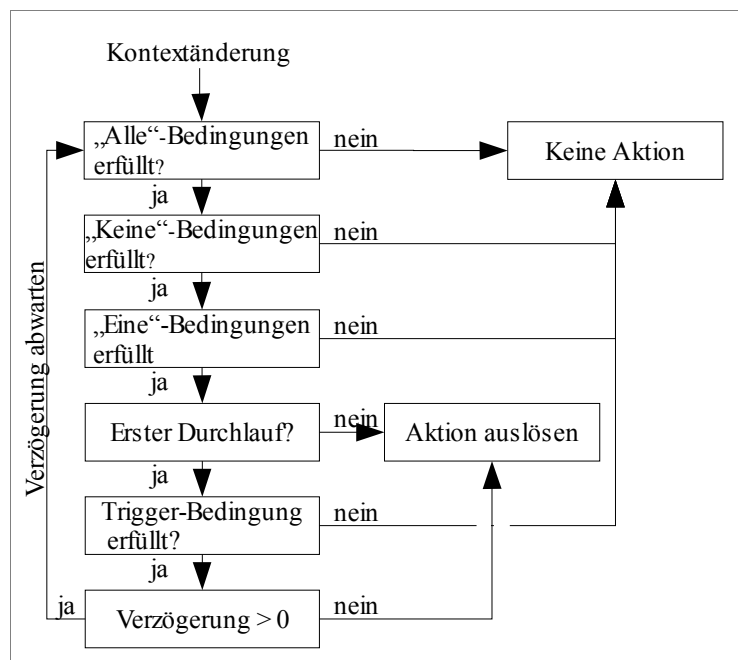 Kontextänderung
„Alle“-Bedingungen
erfüllt?
nein
Keine Aktion
ja
„Keine“-Bedingungen
erfüllt?
nein
ja
„Eine“-Bedingungen
erfüllt
nein
ja
Erster Durchlauf?
nein
Aktion auslösen
ja
Trigger-Bedingung
erfüllt?
nein
ja
Verzögerung > 0
nein
ja
Verzögerung abwarten